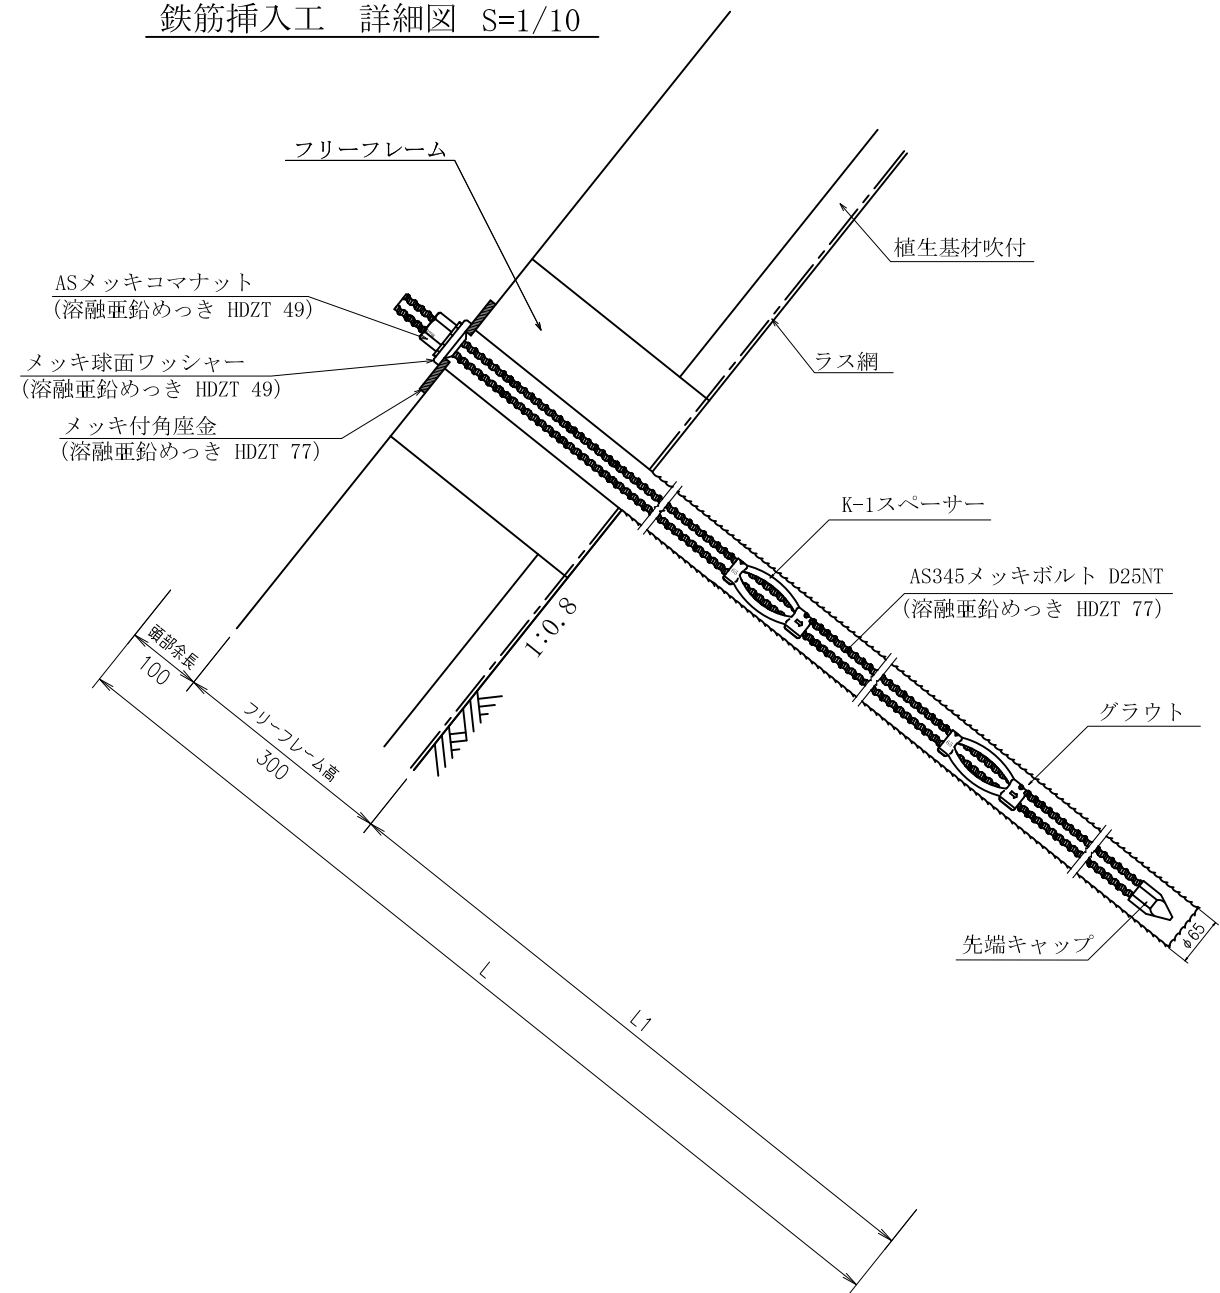 鉄筋挿入工　詳細図　S=1/10
フリーフレーム
植生基材吹付
ASメッキコマナット
(溶融亜鉛めっき HDZT 49)
ラス網
メッキ球面ワッシャー
(溶融亜鉛めっき HDZT 49)
メッキ付角座金
(溶融亜鉛めっき HDZT 77)
K-1スペーサー
AS345メッキボルト D25NT
(溶融亜鉛めっき HDZT 77)
1:0.8
頭部余長
100
フリーフレーム高
300
グラウト
先端キャップ
φ65
L
L1